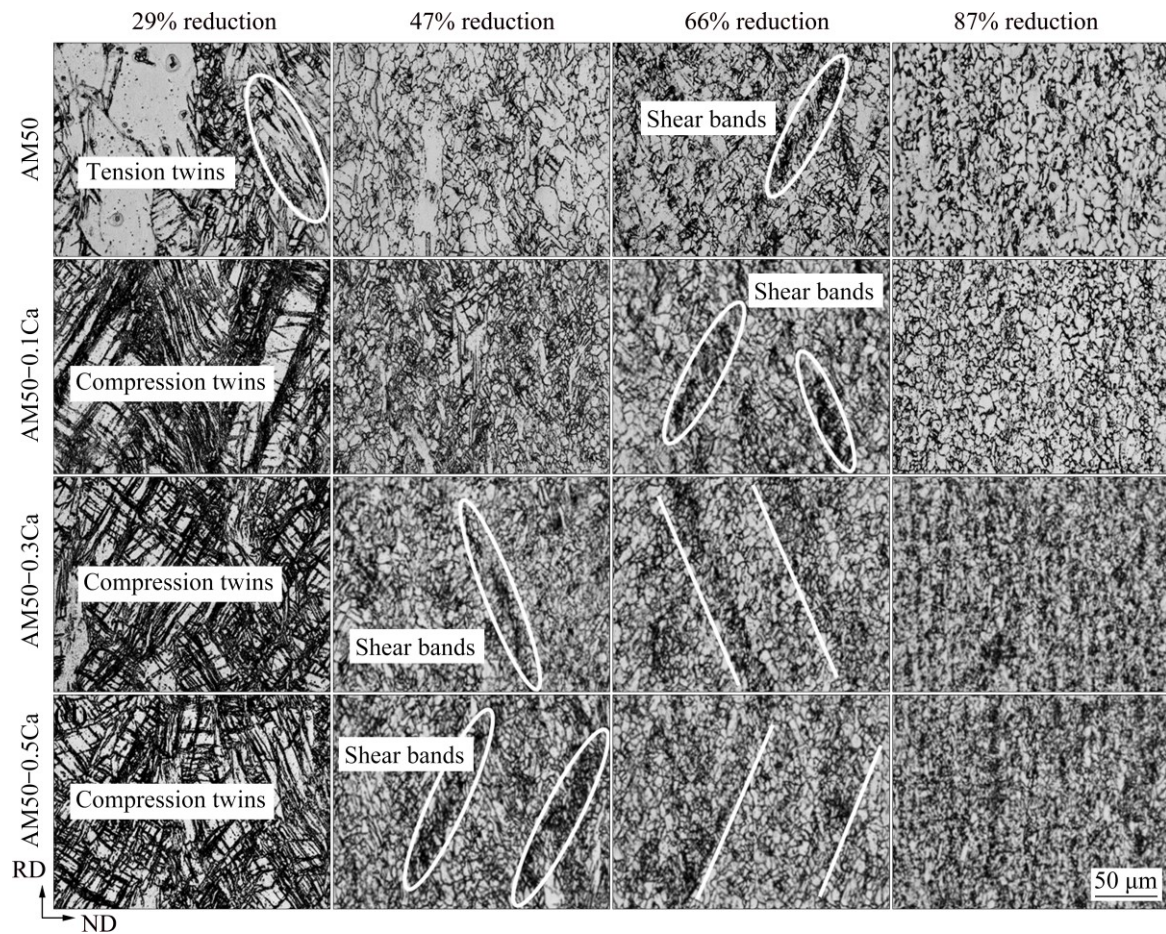 29% reduction
47% reduction
66% reduction
87% reduction
AM50
Tension twins
Shear bands
AM50−0.1Ca
Compression twins
Shear bands
AM50−0.3Ca
Compression twins
Shear bands
AM50−0.5Ca
Compression twins
Shear bands
RD
ND
50 μm